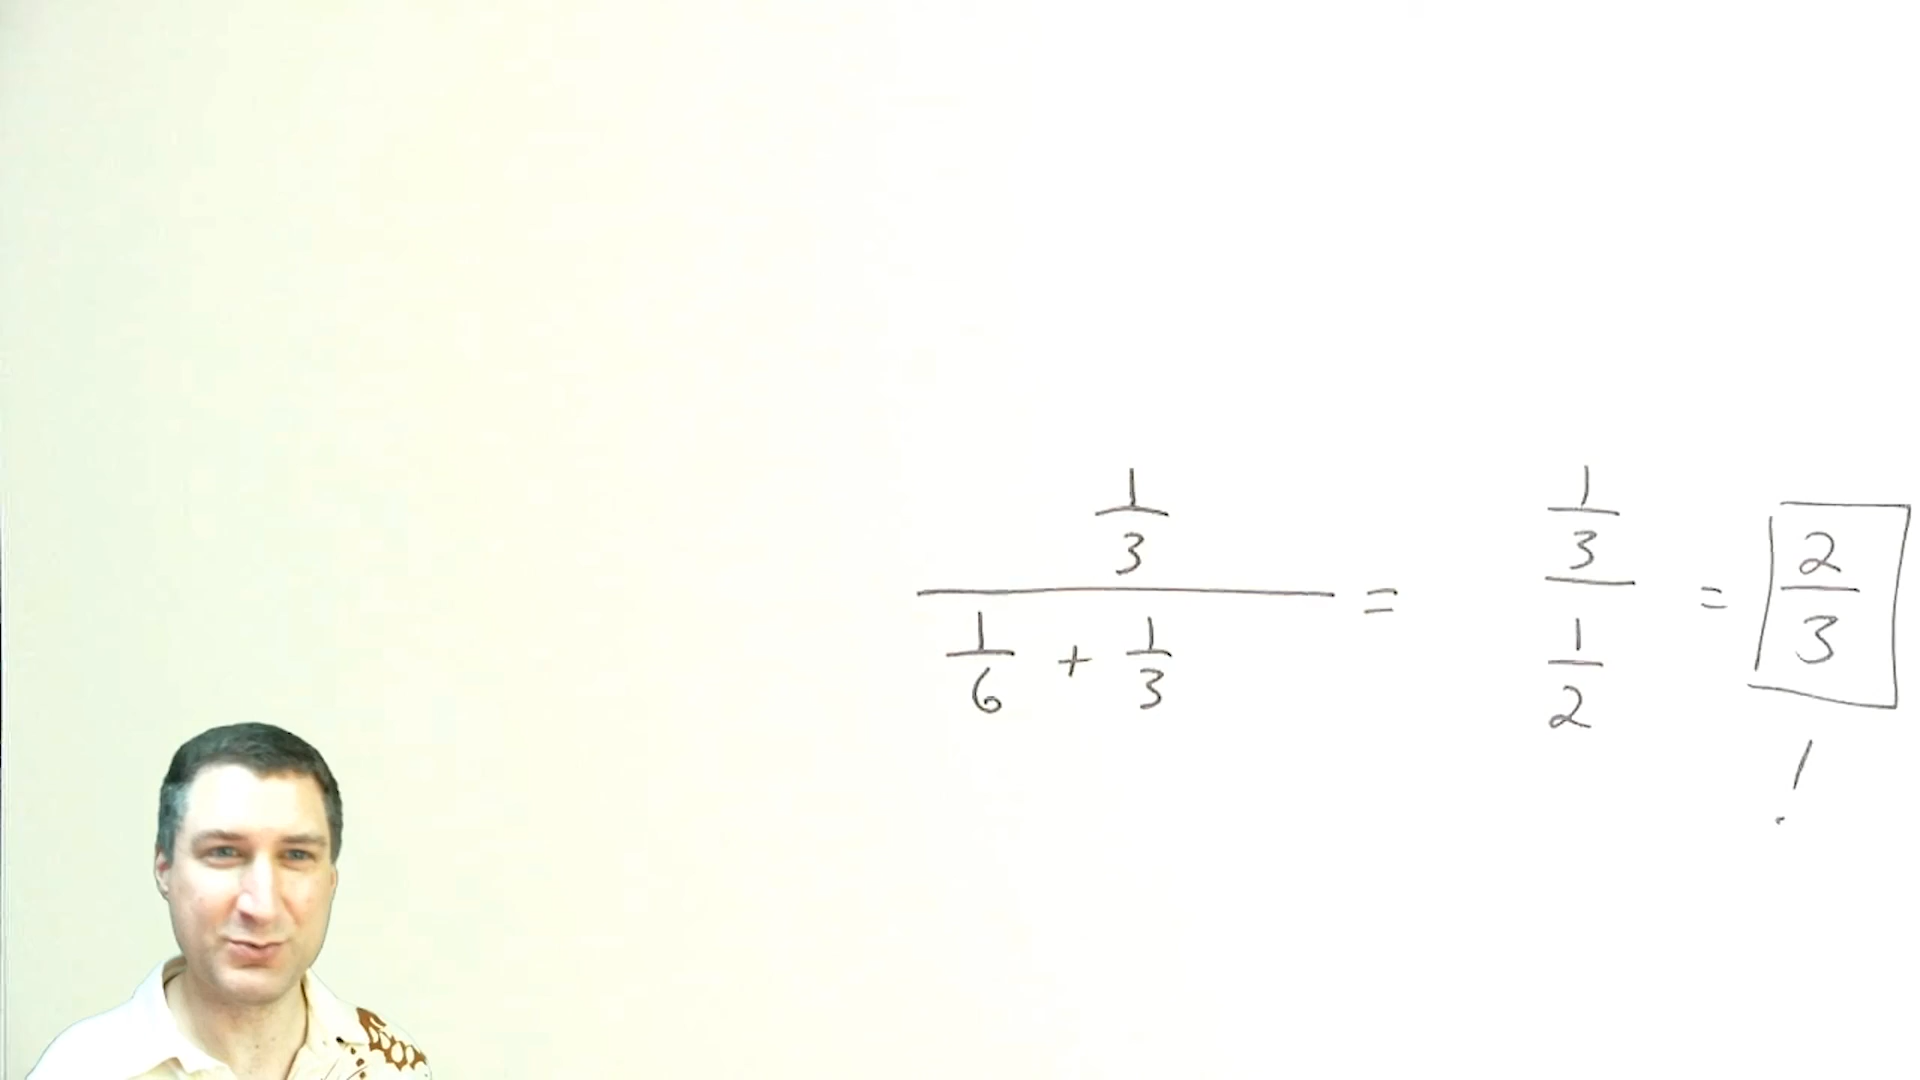 1/3 / (1/6 + 1/3) = 1/3 / 1/2 = 2/3
!